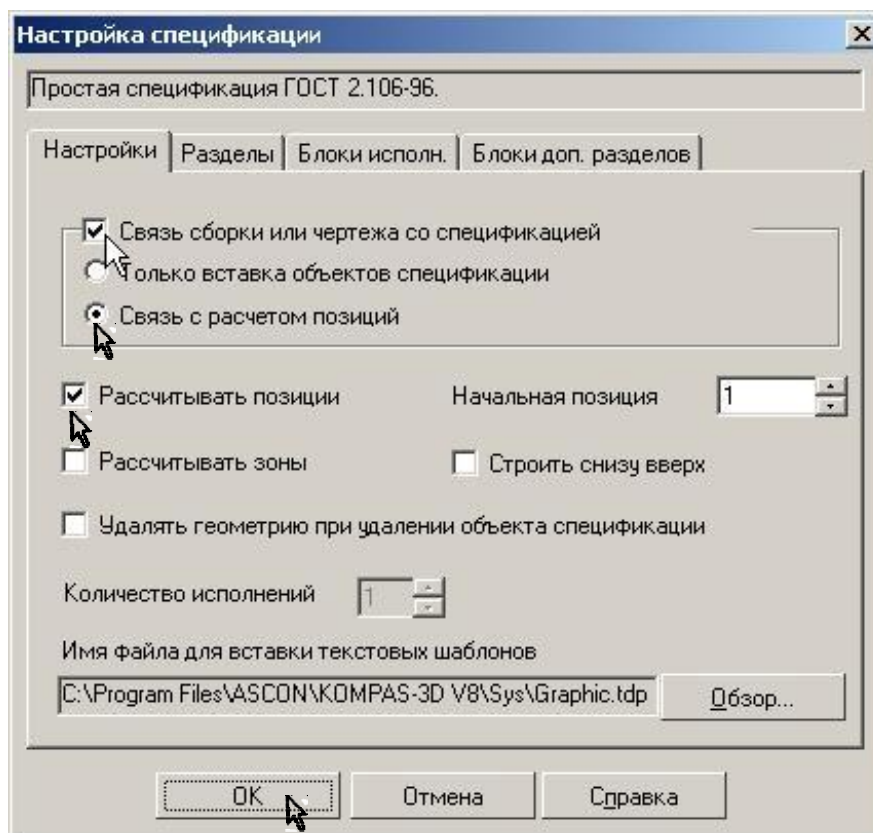 Настройка спецификации
Простая спецификация ГОСТ 2.106-96.
Настройки Разделы Блоки исполн. Блоки доп. разделов
Связь сборки или чертежа со спецификацией
Только вставка объектов спецификации
Связь с расчетом позиций
Рассчитывать позиции Начальная позиция 1
Рассчитывать зоны Строить снизу вверх
Удалять геометрию при удалении объекта спецификации
Количество исполнений 1
Имя файла для вставки текстовых шаблонов
C:\Program Files\ASCON\KOMPAS-3D V8\Sys\Graphic.tdp Обзор...
OK Отмена Справка